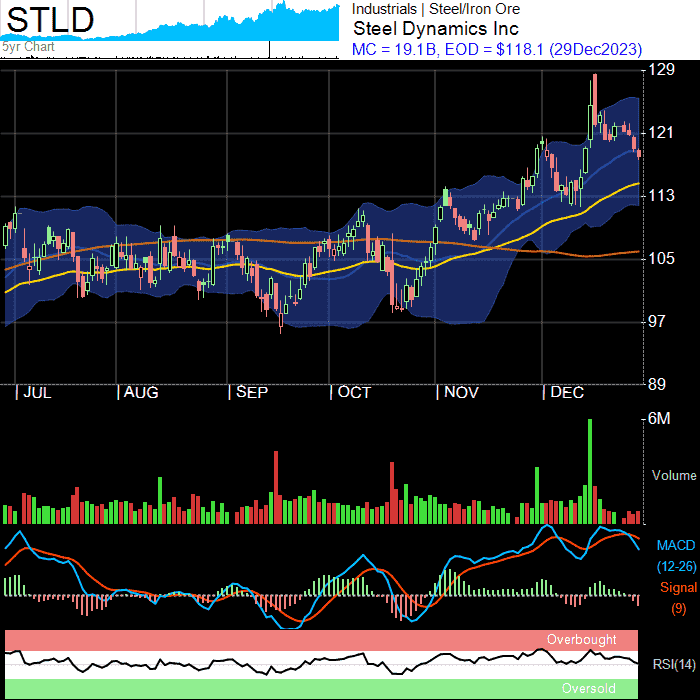 STLD
5yr Chart
Industrials | Steel/Iron Ore
Steel Dynamics Inc
MC = 19.1B, EOD = $118.1 (29Dec2023)
129
121
113
105
97
89
JUL AUG SEP OCT NOV DEC
6M
Volume
MACD
(12-26)
Signal
(9)
Overbought
RSI(14)
Oversold